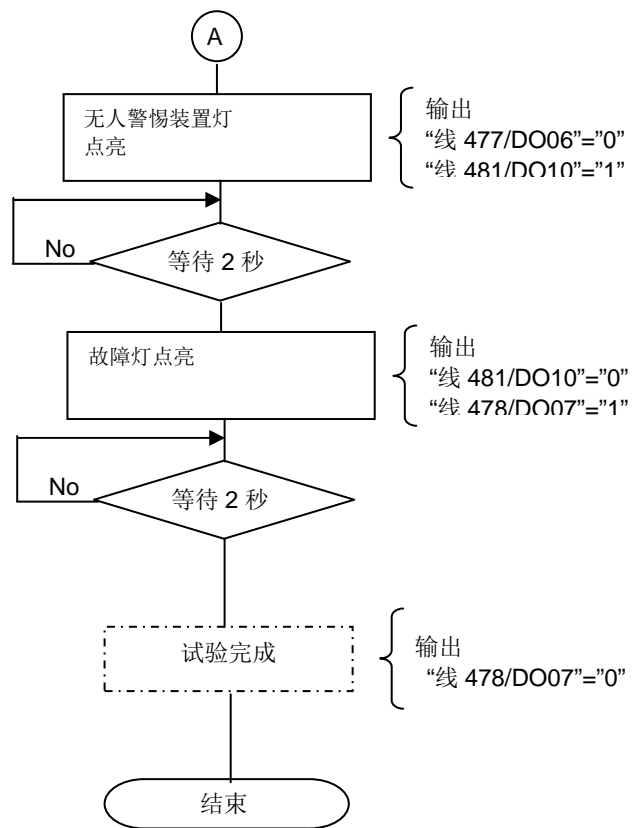 A
无人警惕装置灯
点亮
输出
“线 477/DO06”=”0”
“线 481/DO10”=”1”
No
等待 2 秒
故障灯点亮
输出
“线 481/DO10”=”0”
“线 478/DO07”=”1”
No
等待 2 秒
试验完成
输出
“线 478/DO07”=”0”
结束